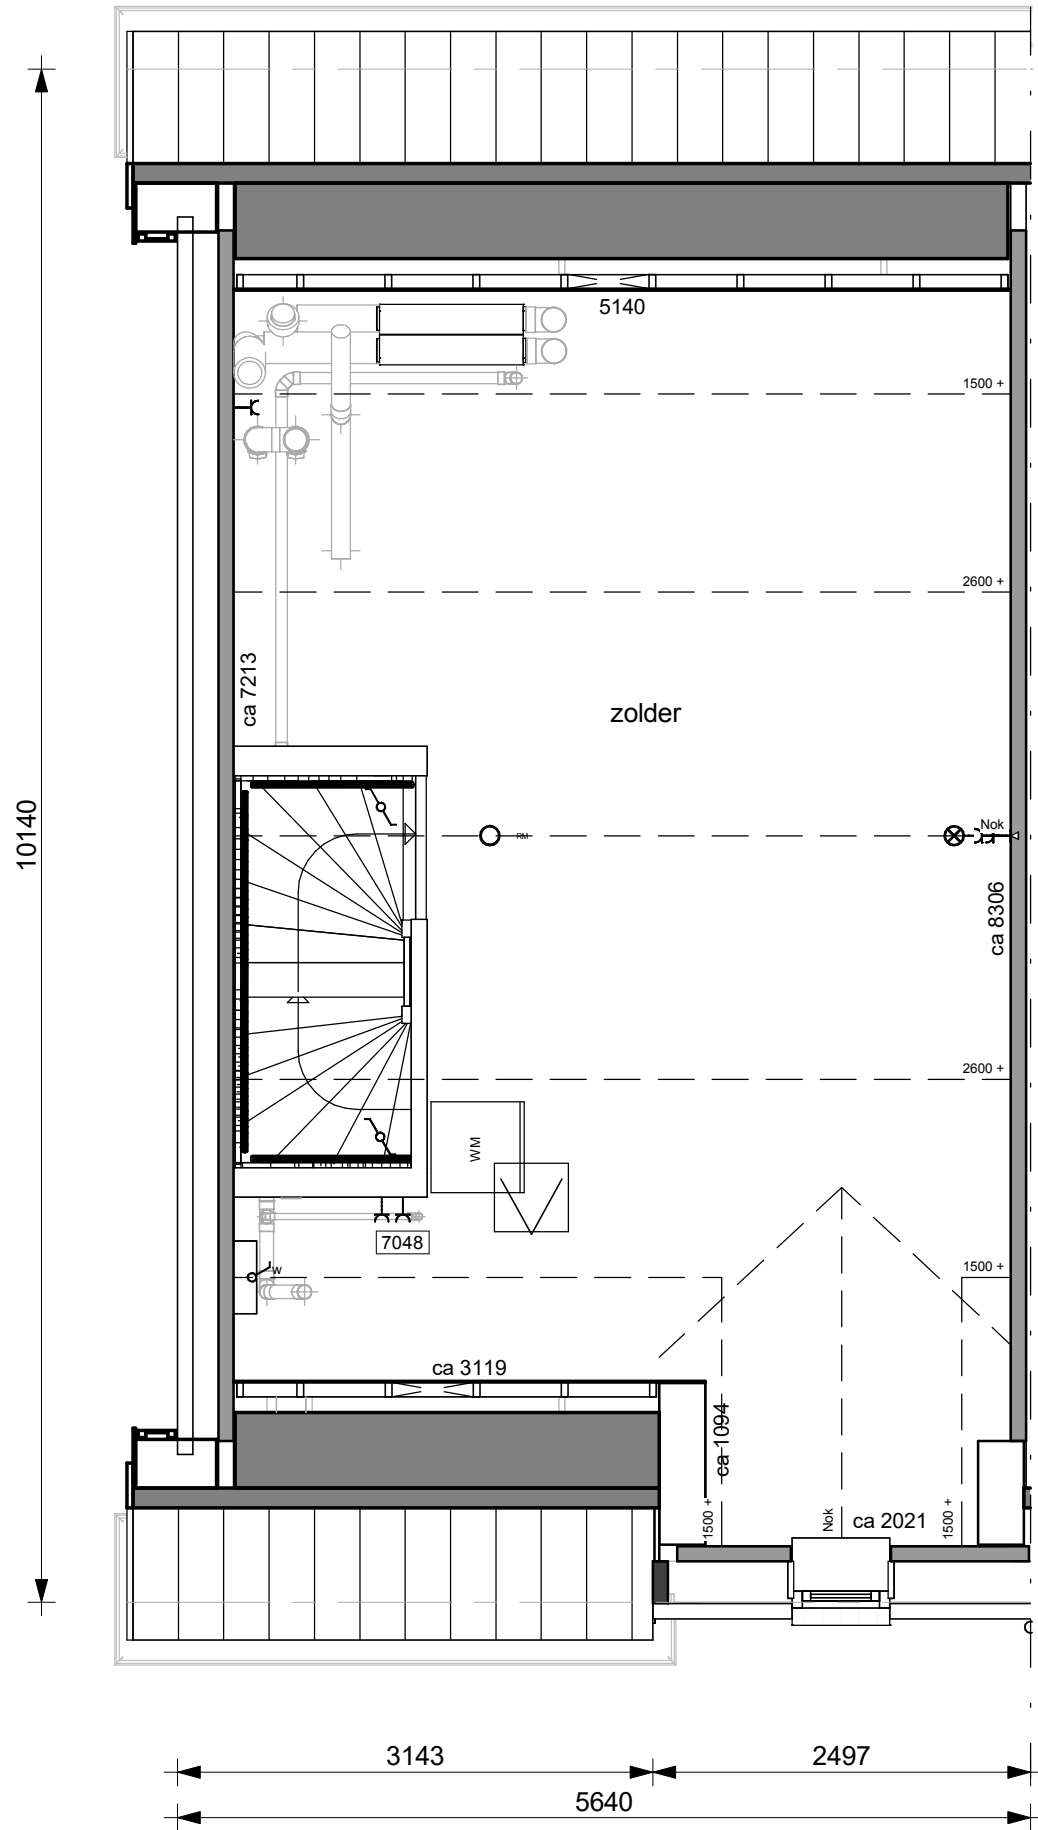 5140
1500 +
2600 +
ca 7213
zolder
10140
RM
Nok
ca 8306
2600 +
WM
7048
1500 +
W
ca 3119
ca 1094
1500 +
Nok
ca 2021
1500 +
3143
2497
5640